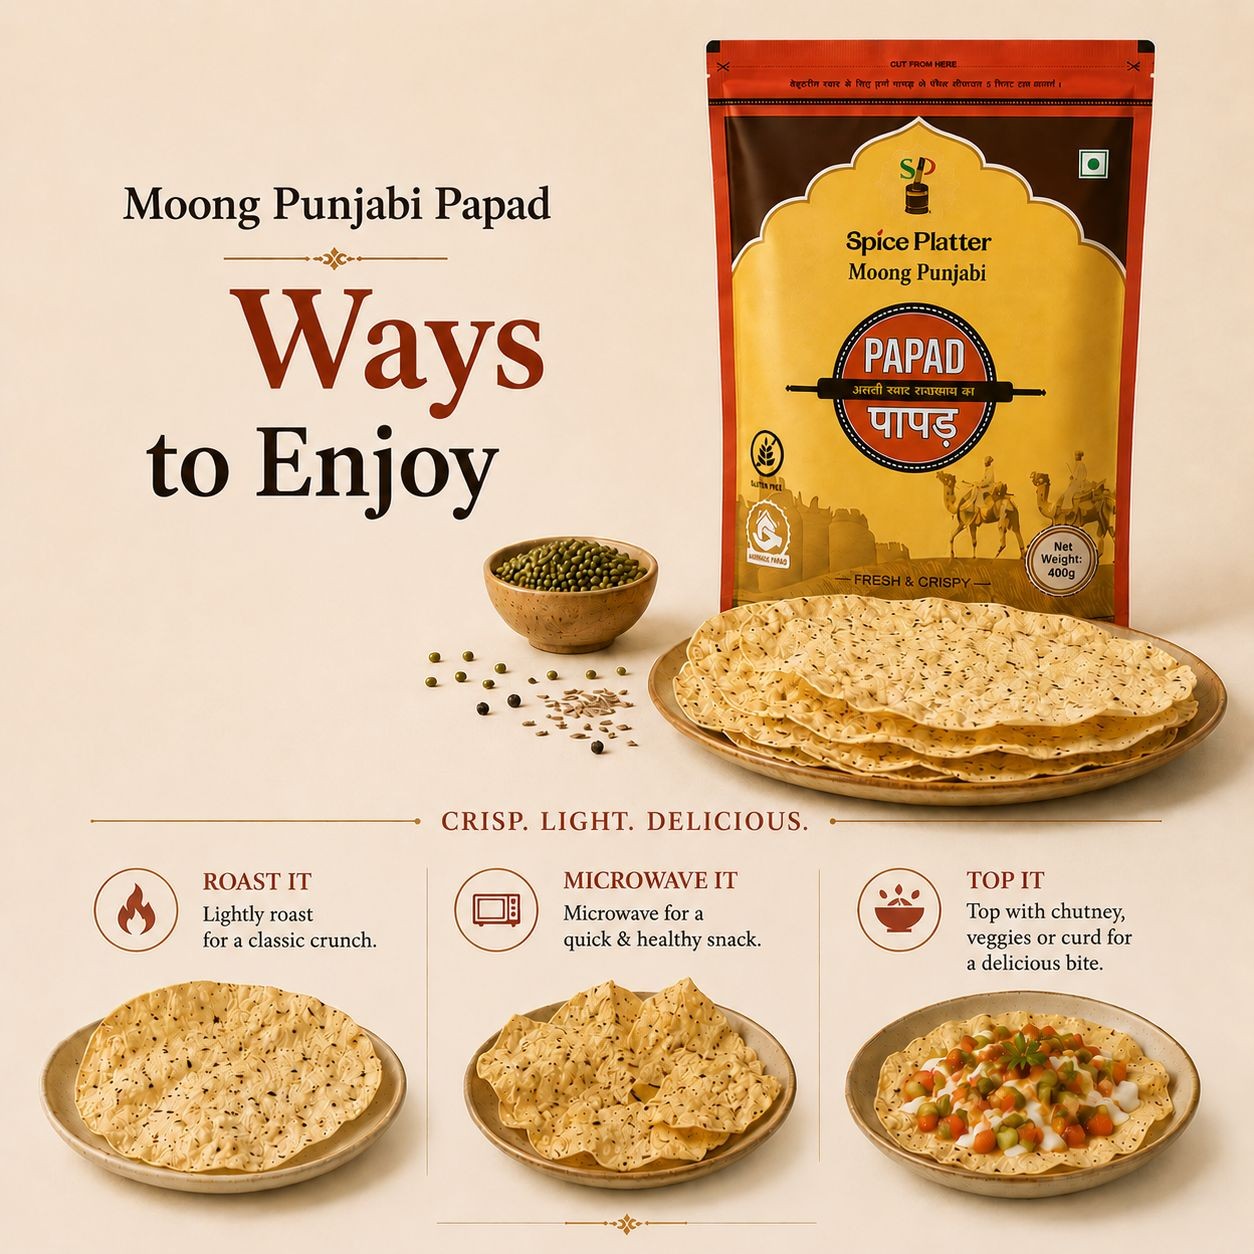 Moong Punjabi Papad
Ways
to Enjoy
CUT FROM HERE
SP
Spice Platter
Moong Punjabi
PAPAD
पापड़
GLUTEN FREE
Net
Weight:
400g
FRESH & CRISPY
CRISP. LIGHT. DELICIOUS.
ROAST IT
Lightly roast
for a classic crunch.
MICROWAVE IT
Microwave for a
quick & healthy snack.
TOP IT
Top with chutney,
veggies or curd for
a delicious bite.